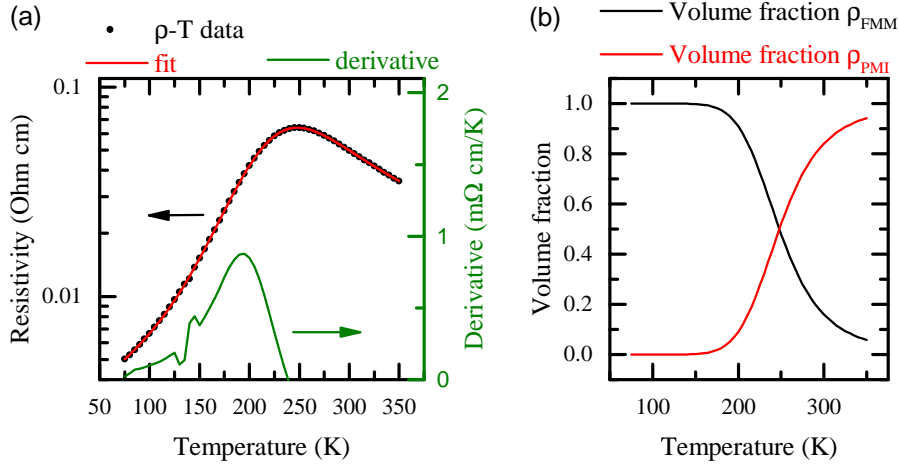 (a)
ρ-T data
fit
derivative
0.1
0.01
Resistivity (Ohm cm)
2
1
0
Derivative (mΩ cm/K)
50 100 150 200 250 300 350
Temperature (K)
(b)
Volume fraction ρFMM
Volume fraction ρPMI
1.0
0.8
0.6
0.4
0.2
0.0
Volume fraction
100 200 300
Temperature (K)